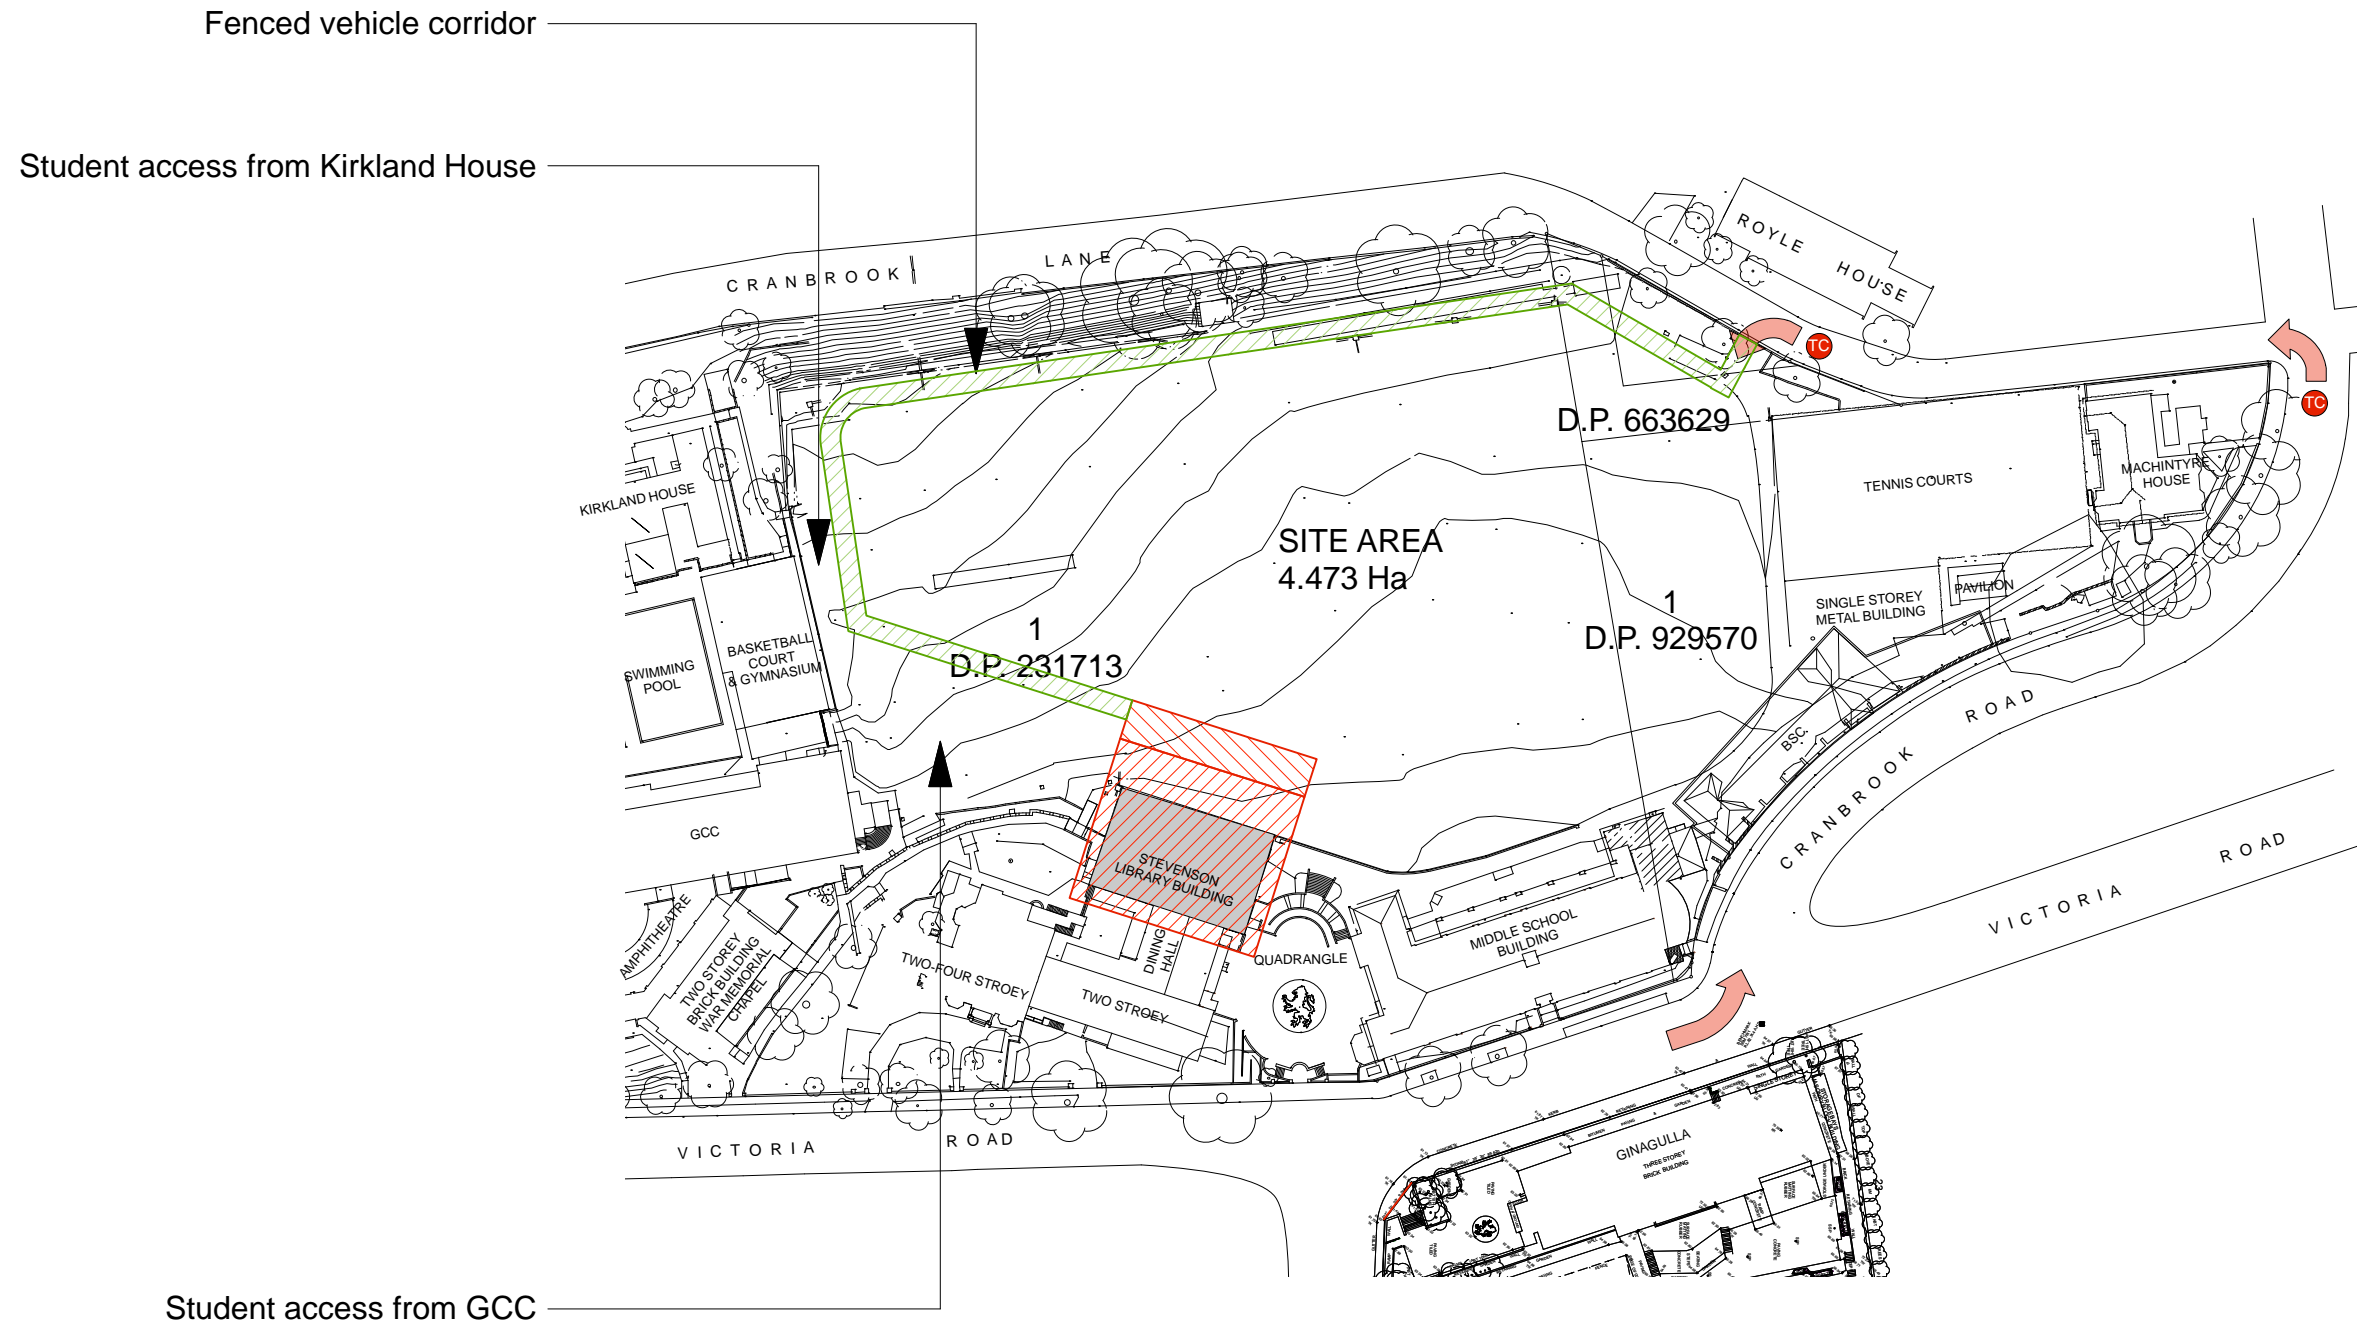 Fenced vehicle corridor
Student access from Kirkland House
ROYLE HOUSE
CRANBROOK LANE
TC
TC
D.P. 663629
KIRKLAND HOUSE
TENNIS COURTS
MACHINTYRE
HOUSE
SITE AREA
4.473 Ha
1
D.P. 929570
1
D.P. 231713
SINGLE STOREY
METAL BUILDING
PAVILION
BASKETBALL
COURT
& GYMNASIUM
SWIMMING
POOL
BSC.
CRANBROOK ROAD
GCC
STEVENSON
LIBRARY BUILDING
VICTORIA ROAD
AMPHITHEATRE
TWO STOREY
BRICK BUILDING
WAR MEMORIAL
CHAPEL
TWO-FOUR STROEY
DINING
HALL
TWO STROEY
QUADRANGLE
MIDDLE SCHOOL
BUILDING
VICTORIA ROAD
GINAGULLA
THREE STOREY
BRICK BUILDING
Student access from GCC